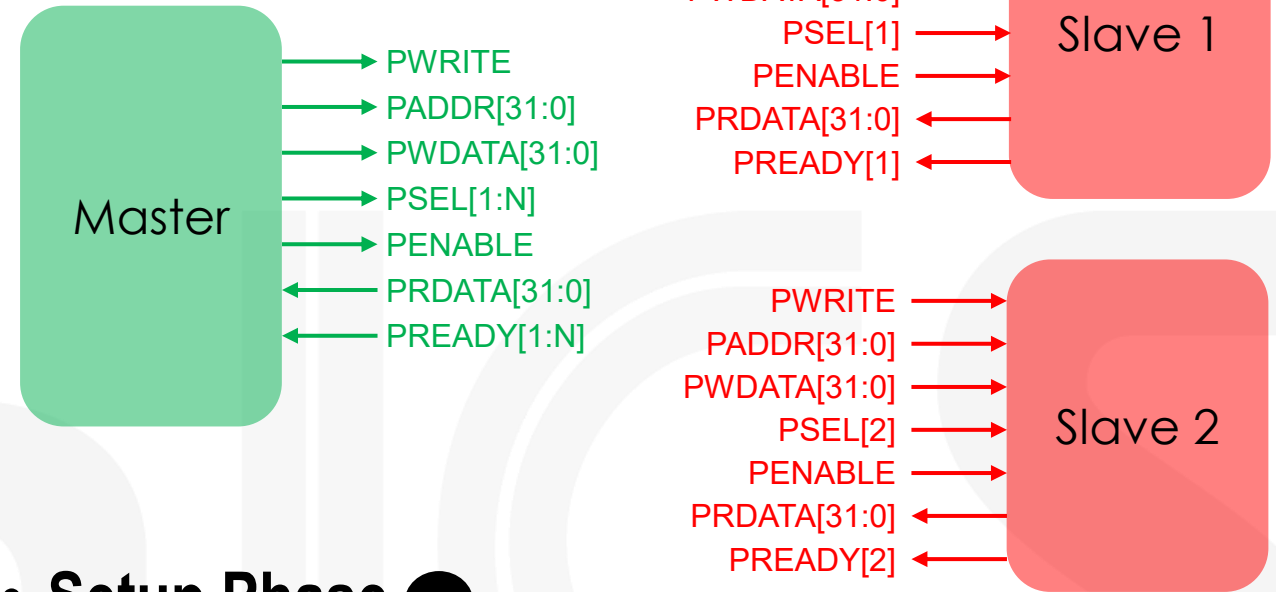 Master
PWRITE
PADDR[31:0]
PWDATA[31:0]
PSEL[1:N]
PENABLE
PRDATA[31:0]
PREADY[1:N]
PSEL[1]
PENABLE
PRDATA[31:0]
PREADY[1]
Slave 1
PWRITE
PADDR[31:0]
PWDATA[31:0]
PSEL[2]
PENABLE
PRDATA[31:0]
PREADY[2]
Slave 2
Setup Phase